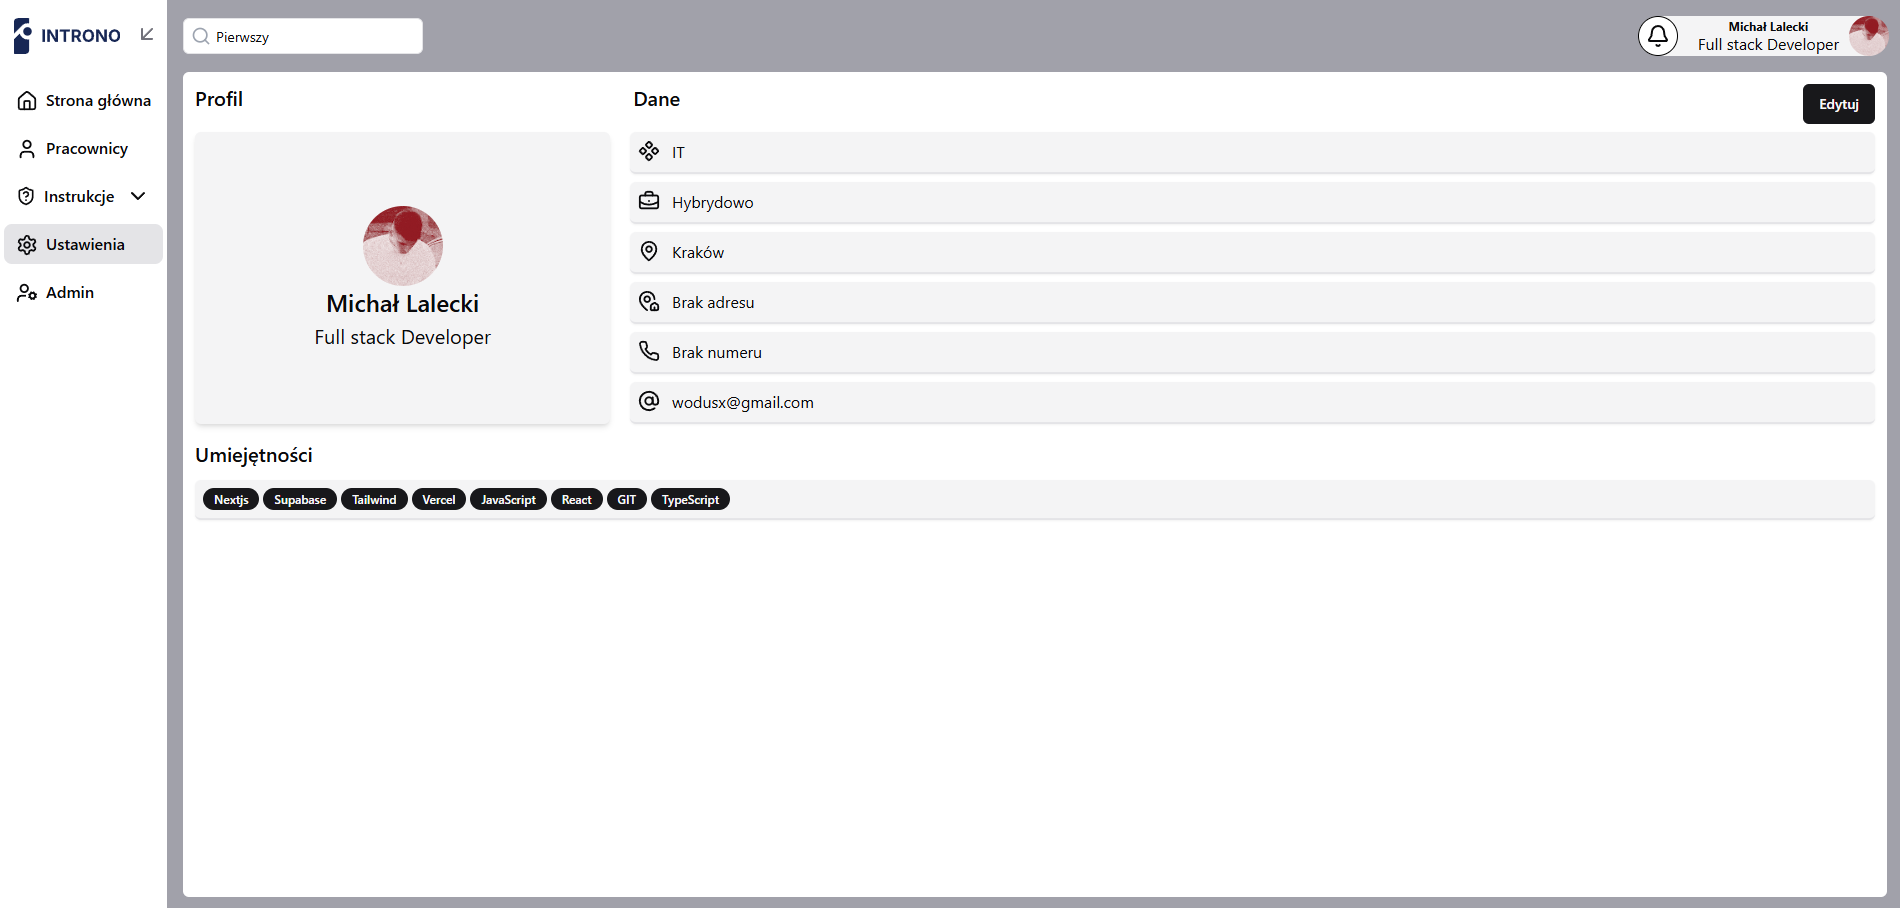 INTRONO
Strona główna
Pracownicy
Instrukcje
Ustawienia
Admin
Pierwszy
Michał Lalecki
Full stack Developer
Profil
Michał Lalecki
Full stack Developer
Dane
Edytuj
IT
Hybrydowo
Kraków
Brak adresu
Brak numeru
wodusx@gmail.com
Umiejętności
Nextjs Supabase Tailwind Vercel JavaScript React GIT TypeScript